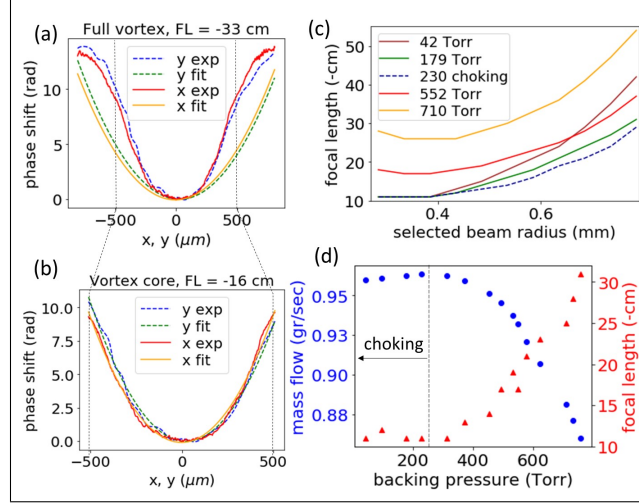 (a)
Full vortex, FL = -33 cm
phase shift (rad)
10
5
0
y exp
y fit
x exp
x fit
−500
0
500
x, y (μm)
(b)
Vortex core, FL = -16 cm
phase shift (rad)
10.0
7.5
5.0
2.5
0.0
y exp
y fit
x exp
x fit
−500
0
500
x, y (μm)
(c)
focal length (-cm)
50
40
30
20
10
42 Torr
179 Torr
230 choking
552 Torr
710 Torr
0.4
0.6
selected beam radius (mm)
(d)
mass flow (gr/sec)
0.95
0.93
0.90
0.88
choking
30
25
20
15
10
focal length (-cm)
200
400
600
backing pressure (Torr)